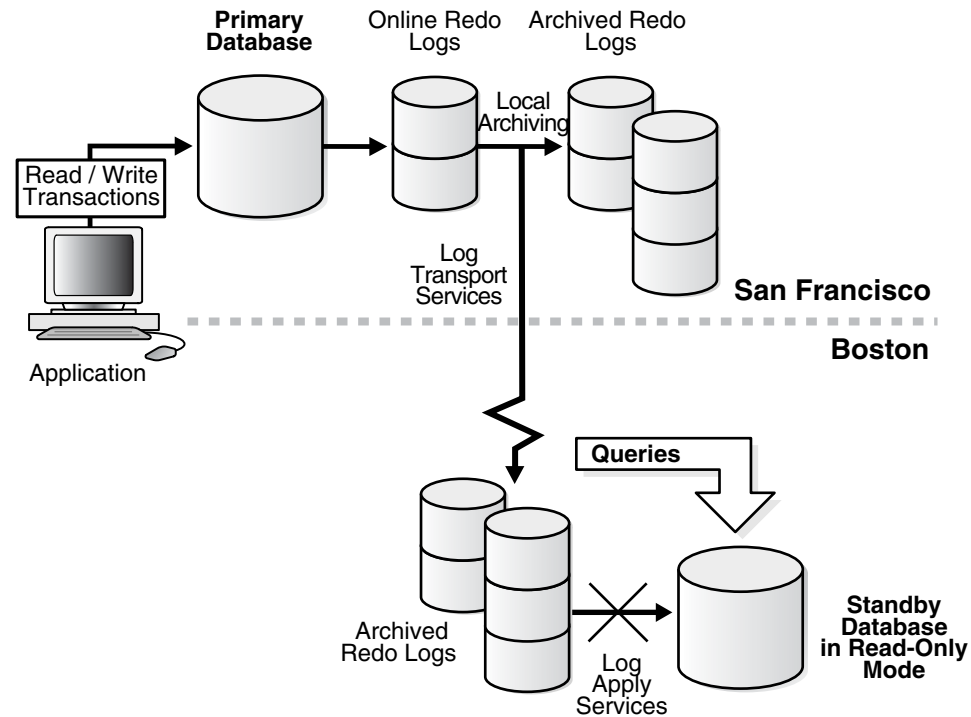 Primary
Database
Online Redo
Logs
Archived Redo
Logs
Local
Archiving
Read / Write
Transactions
Log
Transport
Services
San Francisco
Boston
Application
Queries
Archived
Redo Logs
Log
Apply
Services
Standby
Database
in Read-Only
Mode